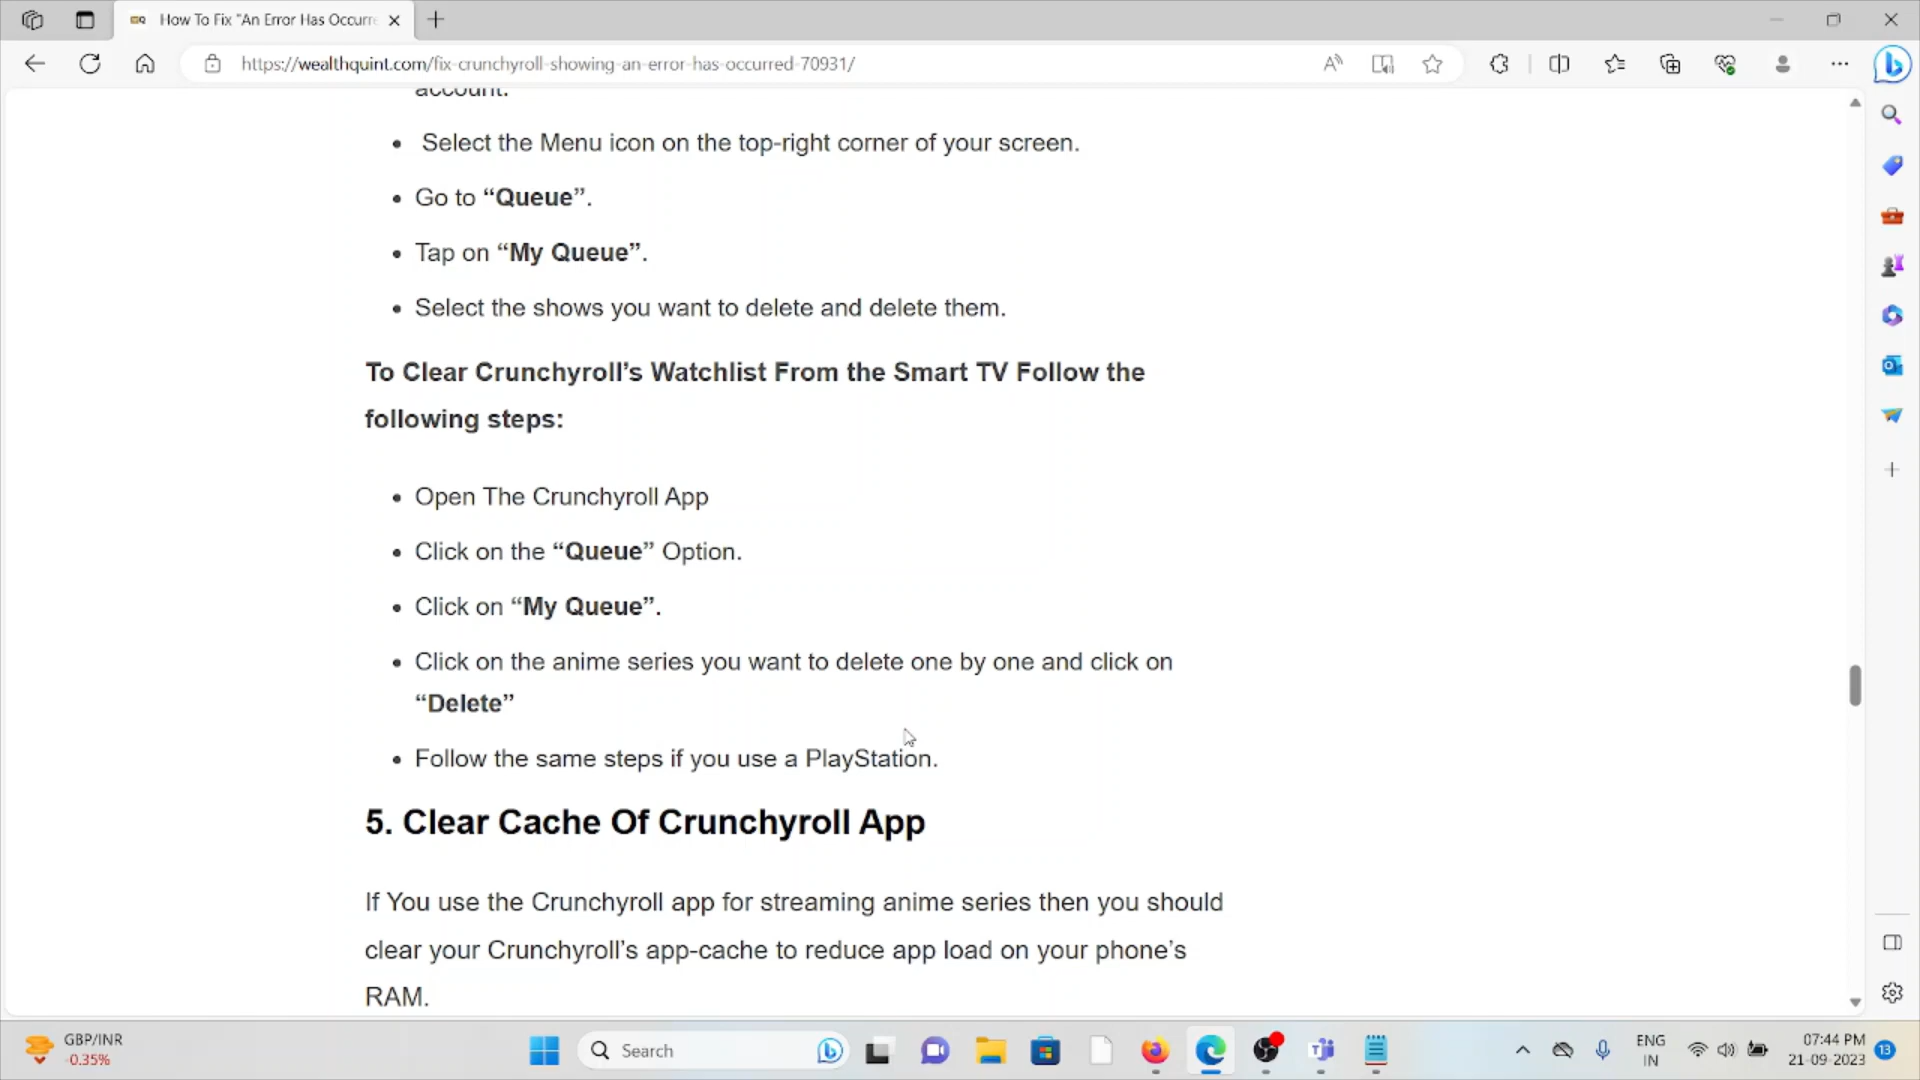 How To Fix "An Error Has Occurre
https://wealthquint.com/fix-crunchyroll-showing-an-error-has-occurred-70931/
account.
Select the Menu icon on the top-right corner of your screen.
Go to “Queue”.
Tap on “My Queue”.
Select the shows you want to delete and delete them.
To Clear Crunchyroll’s Watchlist From the Smart TV Follow the
following steps:
Open The Crunchyroll App
Click on the “Queue” Option.
Click on “My Queue”.
Click on the anime series you want to delete one by one and click on
“Delete”
Follow the same steps if you use a PlayStation.
5. Clear Cache Of Crunchyroll App
If You use the Crunchyroll app for streaming anime series then you should
clear your Crunchyroll’s app-cache to reduce app load on your phone’s
RAM.
GBP/INR
-0.35%
Search
ENG
IN
07:44 PM
21-09-2023
13